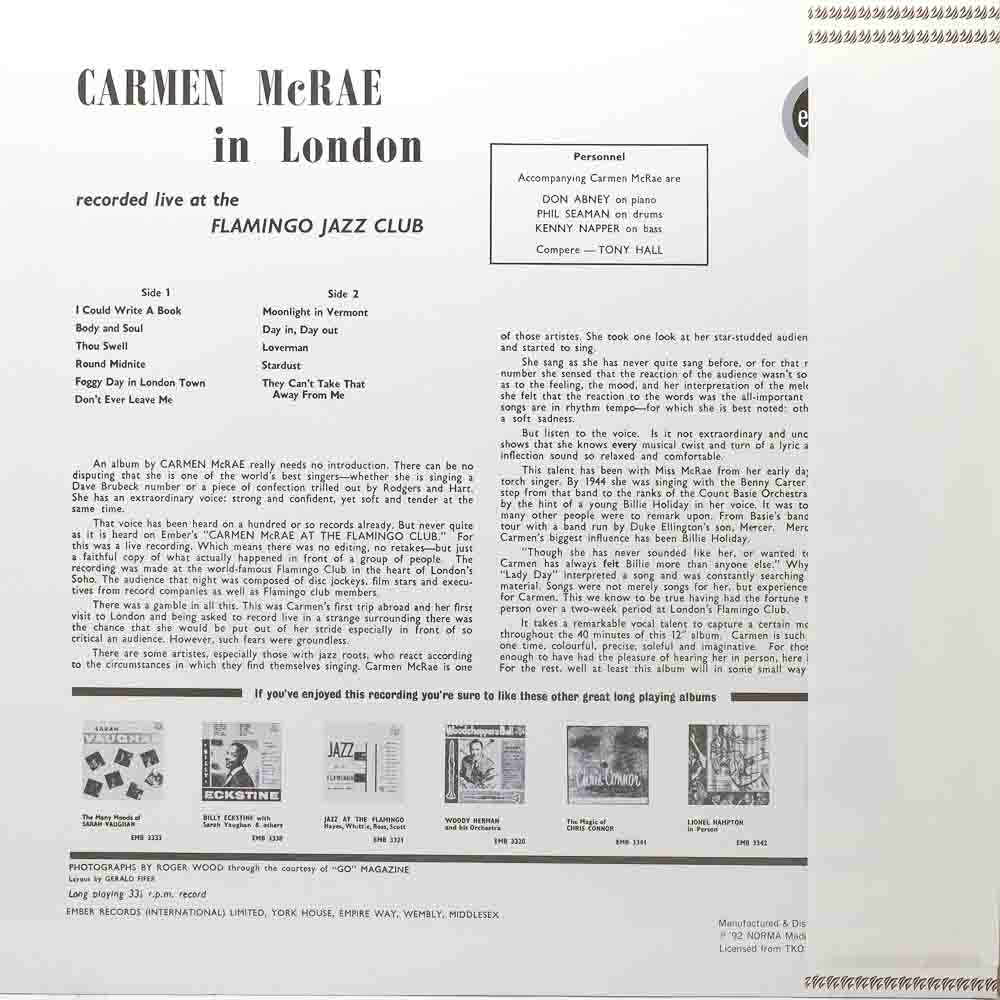 CARMEN McRAE
in London
recorded live at the
FLAMINGO JAZZ CLUB
Personnel
Accompanying Carmen McRae are
DON ABNEY on piano
PHIL SEAMAN on drums
KENNY NAPPER on bass
Compere — TONY HALL
Side 1
I Could Write A Book
Body and Soul
Thou Swell
Round Midnite
Foggy Day in London Town
Don't Ever Leave Me
Side 2
Moonlight in Vermont
Day in, Day out
Loverman
Stardust
They Can't Take That
Away From Me
An album by CARMEN McRAE really needs no introduction. There can be no
disputing that she is one of the world's best singers—whether she is singing a
Dave Brubeck number or a piece of confection trilled out by Rodgers and Hart.
She has an extraordinary voice: strong and confident, yet soft and tender at the
same time.
That voice has been heard on a hundred or so records already. But never quite
as it is heard on Ember's "CARMEN McRAE AT THE FLAMINGO CLUB." For
this was a live recording. Which means there was no editing, no retakes—but just
a faithful copy of what actually happened in front of a group of people. The
recording was made at the world-famous Flamingo Club in the heart of London's
Soho. The audience that night was composed of disc jockeys, film stars and execu-
tives from record companies as well as Flamingo club members.
There was a gamble in all this. This was Carmen's first trip abroad and her first
visit to London and being asked to record live in a strange surrounding there was
the chance that she would be put out of her stride especially in front of so
critical an audience. However, such fears were groundless.
There are some artistes, especially those with jazz roots, who react according
to the circumstances in which they find themselves singing. Carmen McRae is one
of those artistes. She took one look at her star-studded audien
and started to sing.
She sang as she has never quite sang before, or for that
number she sensed that the reaction of the audience wasn't so
as to the feeling, the mood, and her interpretation of the melo
she felt that the reaction to the words was the all-important
songs are in rhythm tempo—for which she is best noted: oth
a soft sadness.
But listen to the voice. Is it not extraordinary and unc
shows that she knows every musical twist and turn of a lyric a
inflection sound so relaxed and comfortable.
This talent has been with Miss McRae from her early da
torch singer. By 1944 she was singing with the Benny Carter
step from that band to the ranks of the Count Basie Orchestra
by the hint of a young Billie Holiday in her voice. It was to
many other people were to remark upon. From Basie's band
tour with a band run by Duke Ellington's son, Mercer. Merc
Carmen's biggest influence has been Billie Holiday.
"Though she has never sounded like her, or wanted t
Carmen has always felt Billie more than anyone else." Why
"Lady Day" interpreted a song and was constantly searching
material. Songs were not merely songs for her, but experience
for Carmen. This we know to be true having had the fortune t
person over a two-week period at London's Flamingo Club.
It takes a remarkable vocal talent to capture a certain mo
throughout the 40 minutes of this 12″ album. Carmen is such
one time, colourful, precise, soleful and imaginative. For thos
enough to have had the pleasure of hearing her in person, here i
For the rest, well at least this album will in some small way
If you've enjoyed this recording you're sure to like these other great long playing albums
SARAH
VAUGHAN
BILLY
ECKSTINE
JAZZ
FLAMINGO
Woodchoppers Ball
Chris Connor
The Many Moods of
SARAH VAUGHAN
EMB 3333
BILLY ECKSTINE with
Sarah Vaughan & others
EMB 3338
JAZZ AT THE FLAMINGO
Hayes, Whittle, Ross, Scott
EMB 3321
WOODY HERMAN
and his Orchestra
EMB 3320
The Magic of
CHRIS CONNOR
EMB 3341
LIONEL HAMPTON
in Person
EMB 3342
PHOTOGRAPHS BY ROGER WOOD through the courtesy of "GO" MAGAZINE
Layout by GERALD FIFER
Long playing 33⅓ r.p.m. record
EMBER RECORDS (INTERNATIONAL) LIMITED, YORK HOUSE, EMPIRE WAY, WEMBLY, MIDDLESEX
Manufactured & Dis
℗ '92 NORMA Made
Licensed from TKO